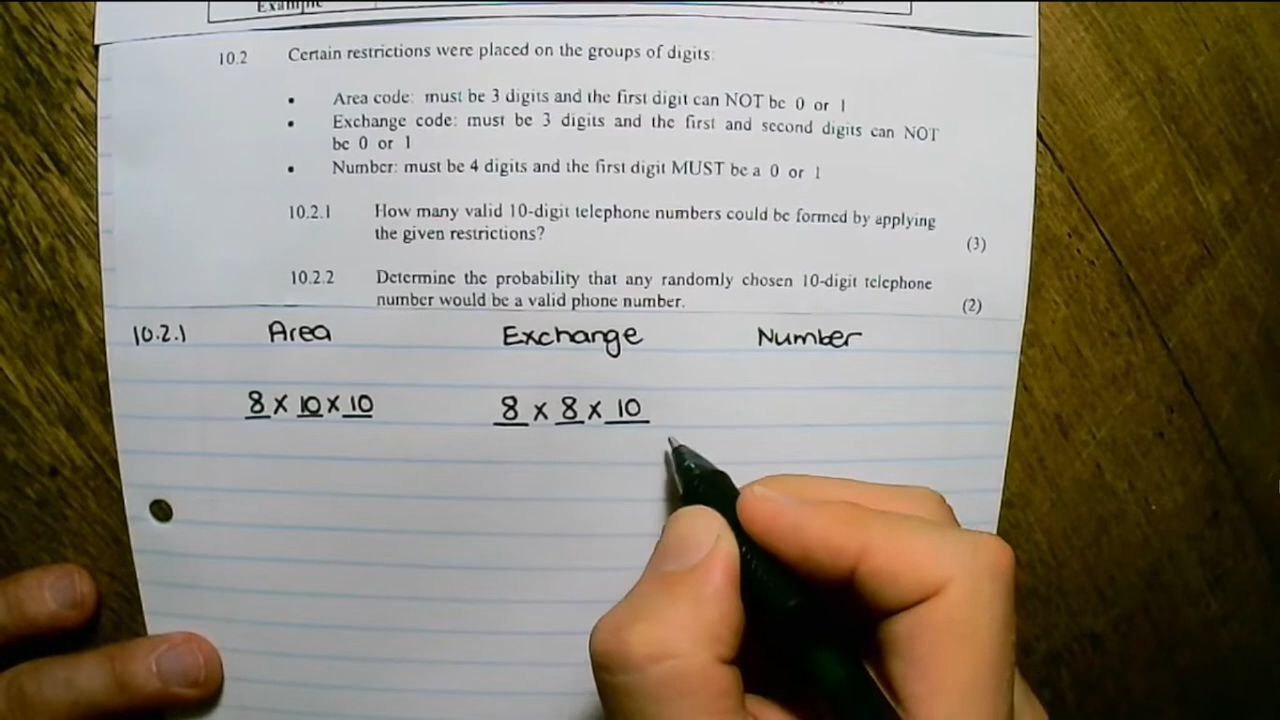 Example
10.2 Certain restrictions were placed on the groups of digits:
• Area code: must be 3 digits and the first digit can NOT be 0 or 1
• Exchange code: must be 3 digits and the first and second digits can NOT
be 0 or 1
• Number: must be 4 digits and the first digit MUST be a 0 or 1
10.2.1 How many valid 10-digit telephone numbers could be formed by applying
the given restrictions?
(3)
10.2.2 Determine the probability that any randomly chosen 10-digit telephone
number would be a valid phone number.
(2)
10.2.1 Area Exchange Number
8 × 10 × 10 8 × 8 × 10